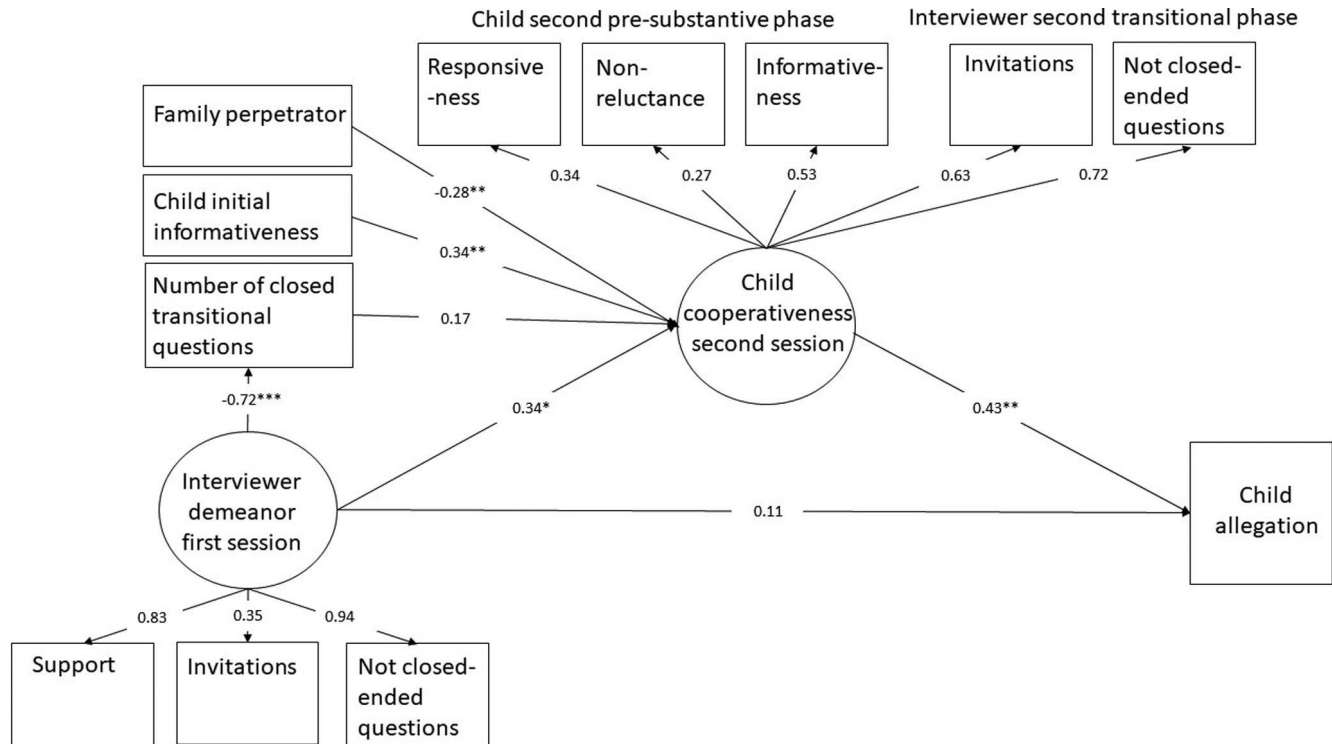 Child second pre-substantive phase
Interviewer second transitional phase
Responsive
-ness
Non-
reluctance
Informative-
ness
Invitations
Not closed-
ended
questions
Family perpetrator
Child initial
informativeness
Number of closed
transitional
questions
0.34
0.27
0.53
0.63
0.72
-0.28**
0.34**
0.17
Child
cooperativeness
second session
-0.72***
0.34*
0.43**
Interviewer
demeanor
first session
0.11
Child
allegation
0.83
0.35
0.94
Support
Invitations
Not closed-
ended
questions